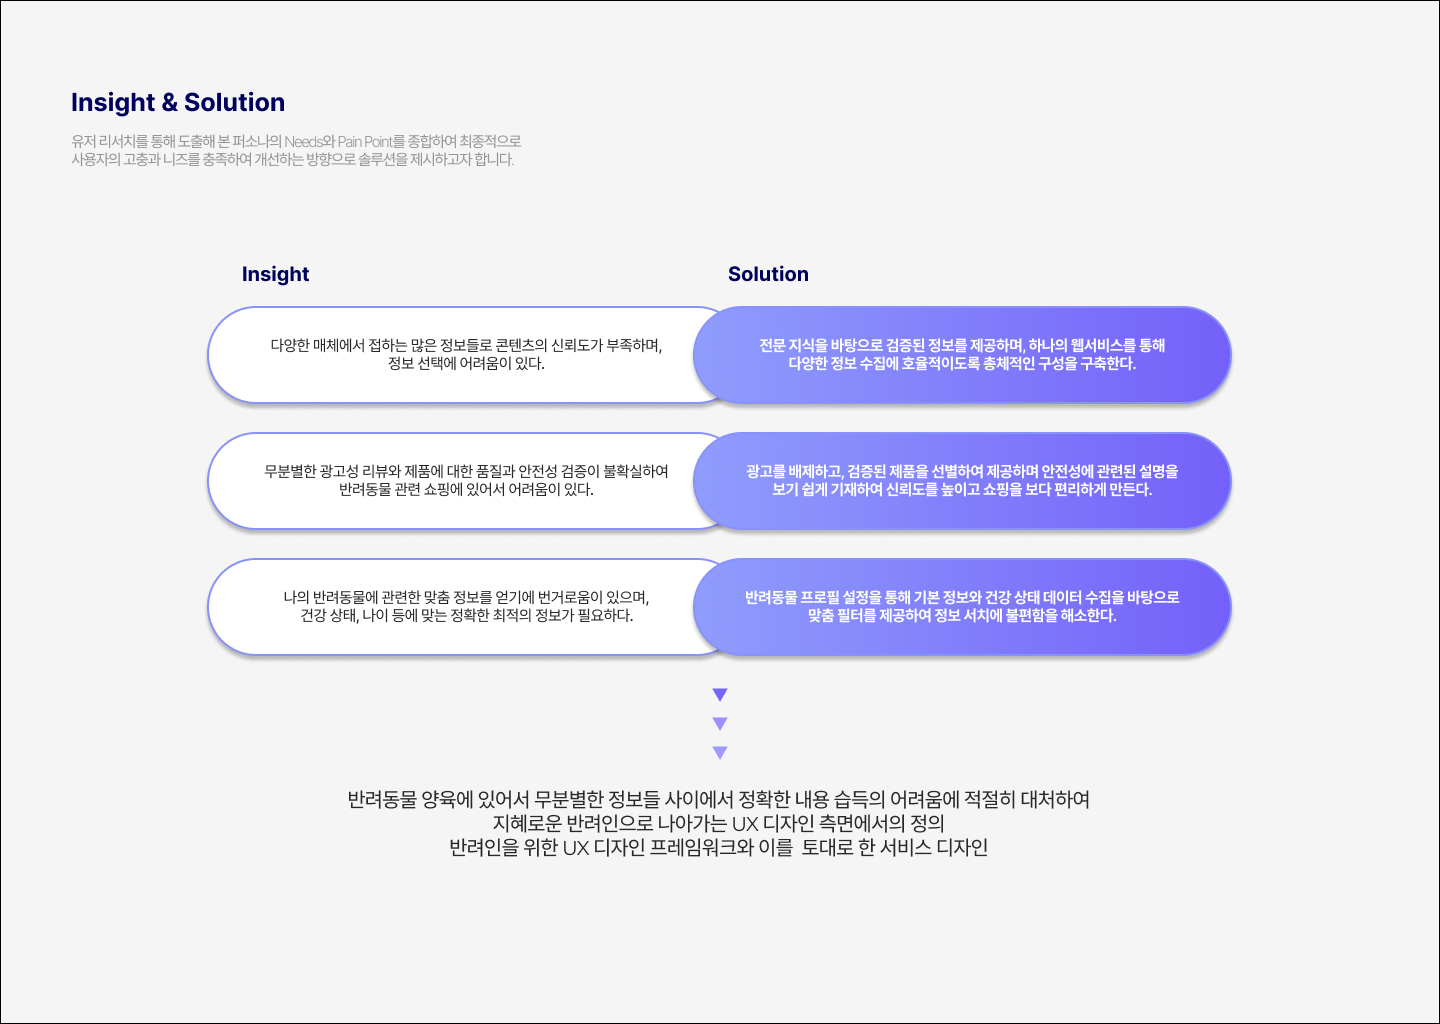 Insight & Solution
유저 리서치를 통해 도출해 본 퍼소나의 Needs와 Pain Point를 종합하여 최종적으로
사용자의 고충과 니즈를 충족하여 개선하는 방향으로 솔루션을 제시하고자 합니다.
Insight
Solution
다양한 매체에서 접하는 많은 정보들로 콘텐츠의 신뢰도가 부족하며,
정보 선택에 어려움이 있다.
전문 지식을 바탕으로 검증된 정보를 제공하며, 하나의 웹서비스를 통해
다양한 정보 수집에 호율적이도록 총체적인 구성을 구축한다.
무분별한 광고성 리뷰와 제품에 대한 품질과 안전성 검증이 불확실하여
반려동물 관련 쇼핑에 있어서 어려움이 있다.
광고를 배제하고, 검증된 제품을 선별하여 제공하며 안전성에 관련된 설명을
보기 쉽게 기재하여 신뢰도를 높이고 쇼핑을 보다 편리하게 만든다.
나의 반려동물에 관련한 맞춤 정보를 얻기에 번거로움이 있으며,
건강 상태, 나이 등에 맞는 정확한 최적의 정보가 필요하다.
반려동물 프로필 설정을 통해 기본 정보와 건강 상태 데이터 수집을 바탕으로
맞춤 필터를 제공하여 정보 서치에 불편함을 해소한다.
반려동물 양육에 있어서 무분별한 정보들 사이에서 정확한 내용 습득의 어려움에 적절히 대처하여
지혜로운 반려인으로 나아가는 UX 디자인 측면에서의 정의
반려인을 위한 UX 디자인 프레임워크와 이를  토대로 한 서비스 디자인